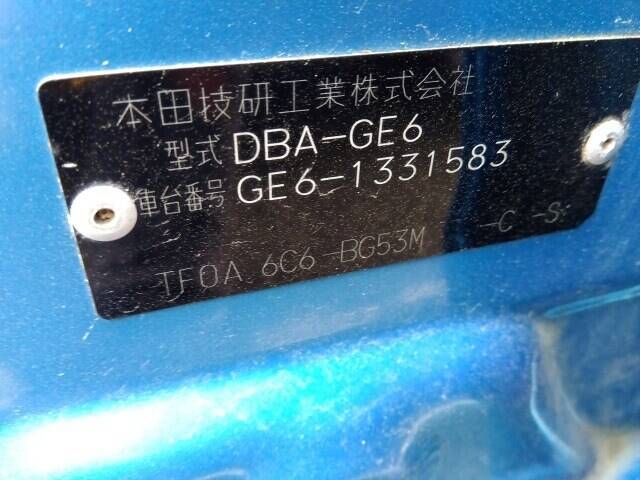 本田技研工業株式会社
型式 DBA-GE6
車台番号 GE6-1331583
TF0A 6C6-BG53M -C -S